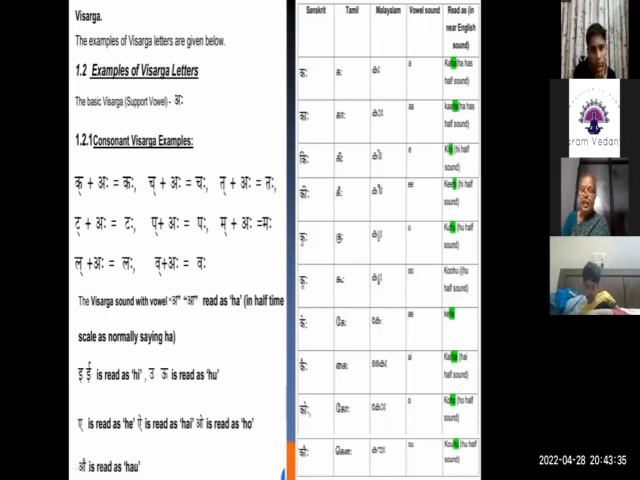 Visarga.
The examples of Visarga letters are given below.
1.2 Examples of Visarga Letters
The basic Visarga (Support Vowel) - अः
1.2.1Consonant Visarga Examples:
क् + अः = कः, च् + अः = चः, त् + अः = तः,
ट् + अः = टः, प्+ अः = पः, म् + अः =मः
ल् +अः = लः, व्+अः = वः
The Visarga sound with vowel "अ" "आ" read as 'ha' (in half time
scale as normally saying ha)
इ ई is read as 'hi' , उ ऊ is read as 'hu'
ए is read as 'he' ऐ is read as 'hai' ओ is read as 'ho'
औ is read as 'hau'
Sanskrit Tamil Malayalam Vowel sound Read as (in near English sound)
कः க a Kaha ha has half sound)
काः கா: aa kaaha ha has half sound)
किः கி e Kihi (hi half sound)
कीः கீ ee Keehi (hi half sound)
कुः கு u Kuhu (hu half sound)
कूः கூ oo Koohu ((hu half sound)
केः கே: കേ ae kehe
कैः கை: കൈ ai Kaihai (hai half sound)
कोः, கோ: കോ o Koho (ho half sound)
कौः கௌ ou Kouhu (hu half sound)
ram Vedant
2022-04-28 20:43:35